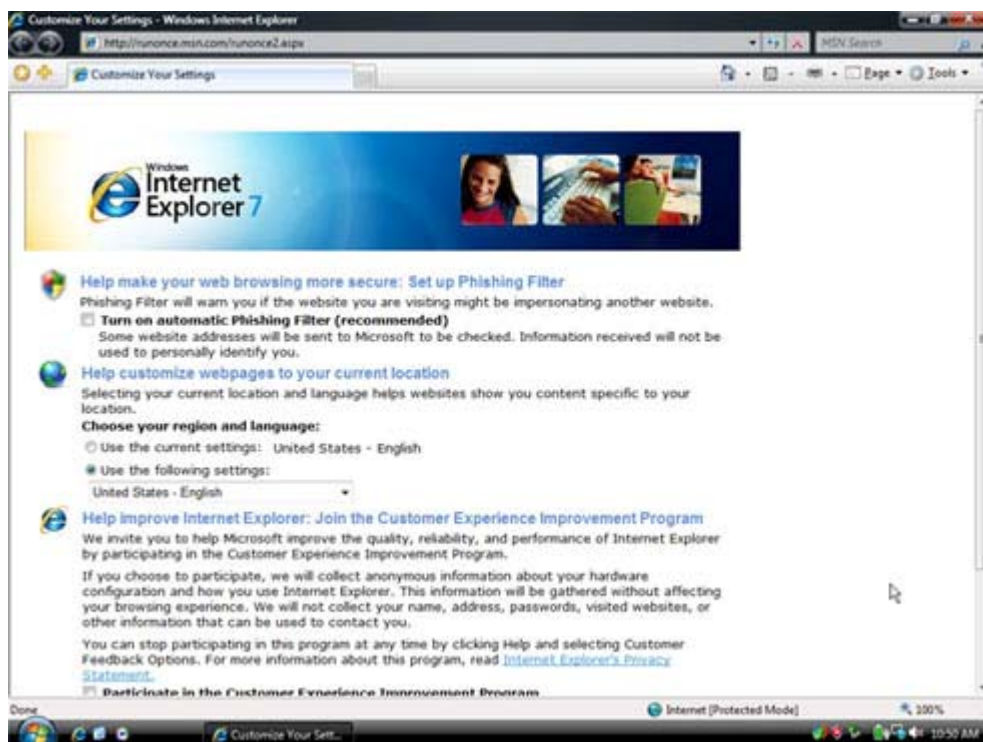 Customize Your Settings - Windows Internet Explorer
http://runonce.msn.com/runonce2.aspx
MSN Search
Customize Your Settings
Page
Tools
Windows
Internet
Explorer 7
Help make your web browsing more secure: Set up Phishing Filter
Phishing Filter will warn you if the website you are visiting might be impersonating another website.
Turn on automatic Phishing Filter (recommended)
Some website addresses will be sent to Microsoft to be checked. Information received will not be
used to personally identify you.
Help customize webpages to your current location
Selecting your current location and language helps websites show you content specific to your
location.
Choose your region and language:
Use the current settings: United States - English
Use the following settings:
United States - English
Help improve Internet Explorer: Join the Customer Experience Improvement Program
We invite you to help Microsoft improve the quality, reliability, and performance of Internet Explorer
by participating in the Customer Experience Improvement Program.
If you choose to participate, we will collect anonymous information about your hardware
configuration and how you use Internet Explorer. This information will be gathered without affecting
your browsing experience. We will not collect your name, address, passwords, visited websites, or
other information that can be used to contact you.
You can stop participating in this program at any time by clicking Help and selecting Customer
Feedback Options. For more information about this program, read Internet Explorer's Privacy
Statement.
Participate in the Customer Experience Improvement Program
Done
Internet [Protected Mode]
100%
Customize Your Sett...
10:50 AM